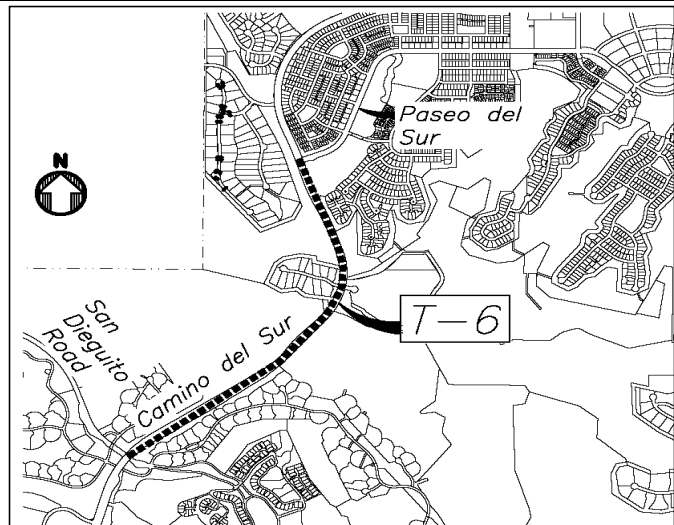 Paseo del
Sur
N
San
Dieguito
Road
Camino del Sur
T-6